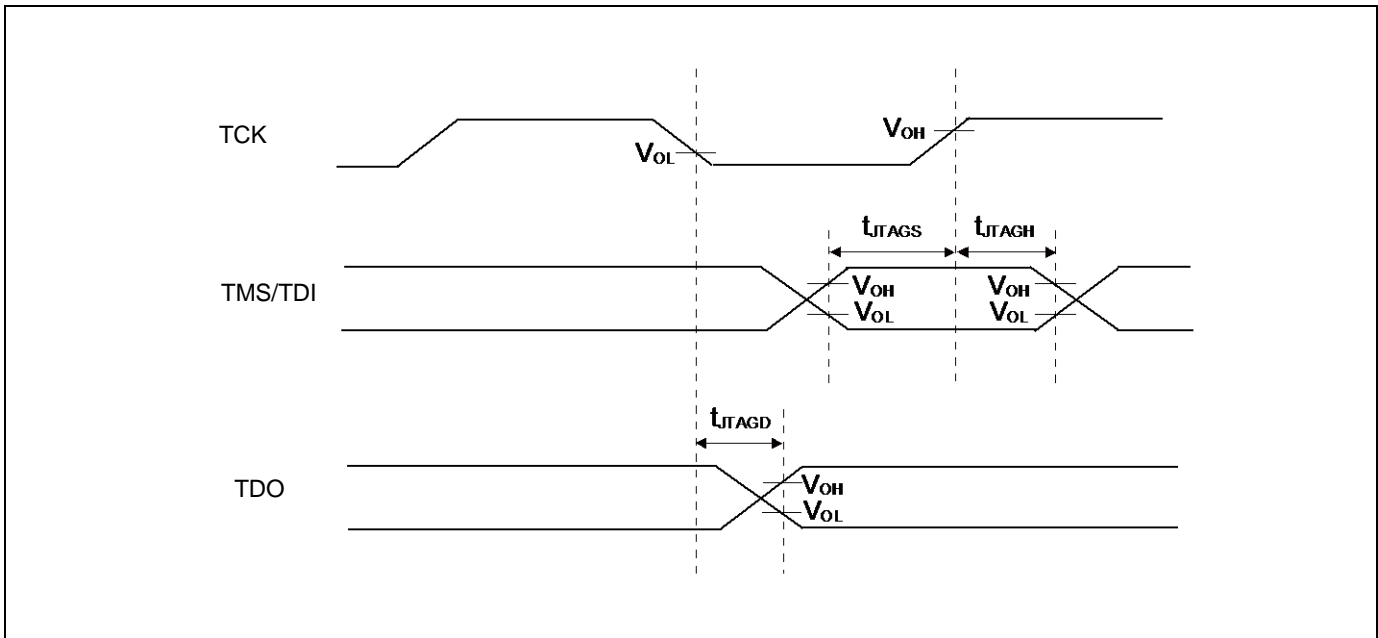 TCK
VOL
VOH
tJTAGS
tJTAGH
TMS/TDI
VOH
VOL
VOH
VOL
tJTAGD
TDO
VOH
VOL